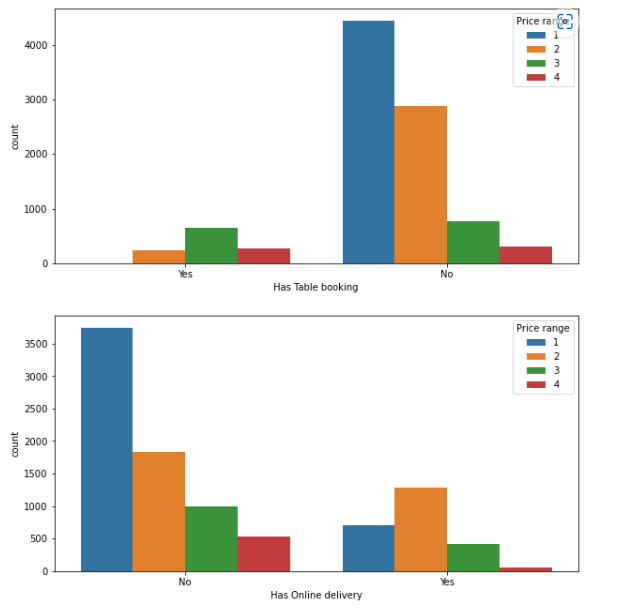 Price range
1
2
3
4
4000
3000
2000
1000
0
count
Yes
No
Has Table booking
Price range
1
2
3
4
3500
3000
2500
2000
1500
1000
500
0
count
No
Yes
Has Online delivery